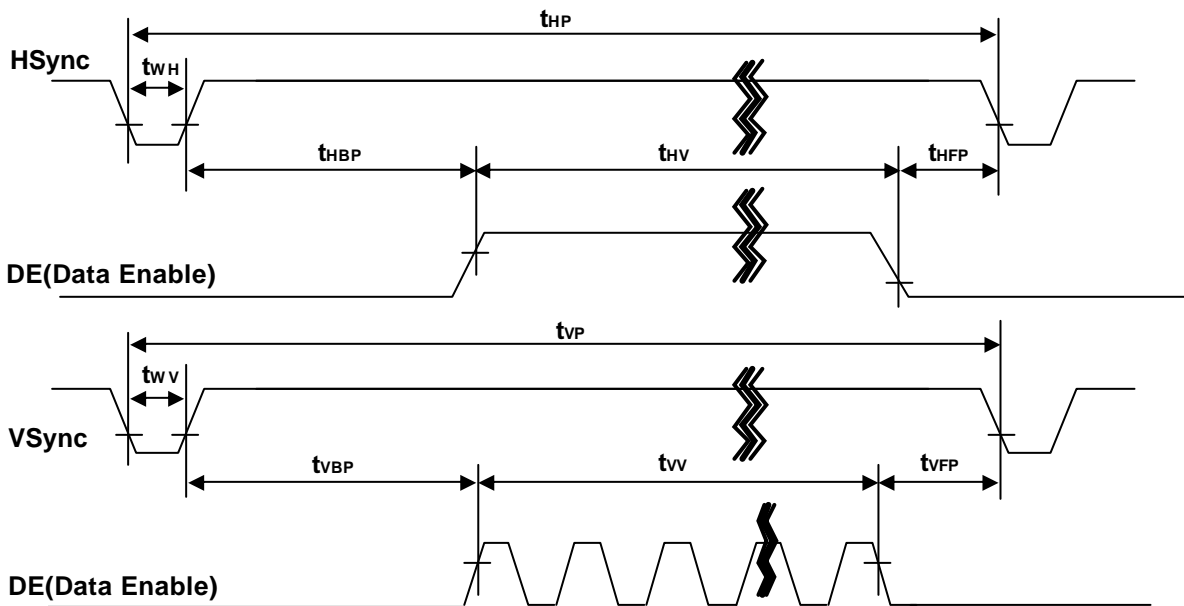 tHP
HSync
tWH
tHBP tHV tHFP
DE(Data Enable)
tVP
tWV
VSync
tVBP tVV tVFP
DE(Data Enable)